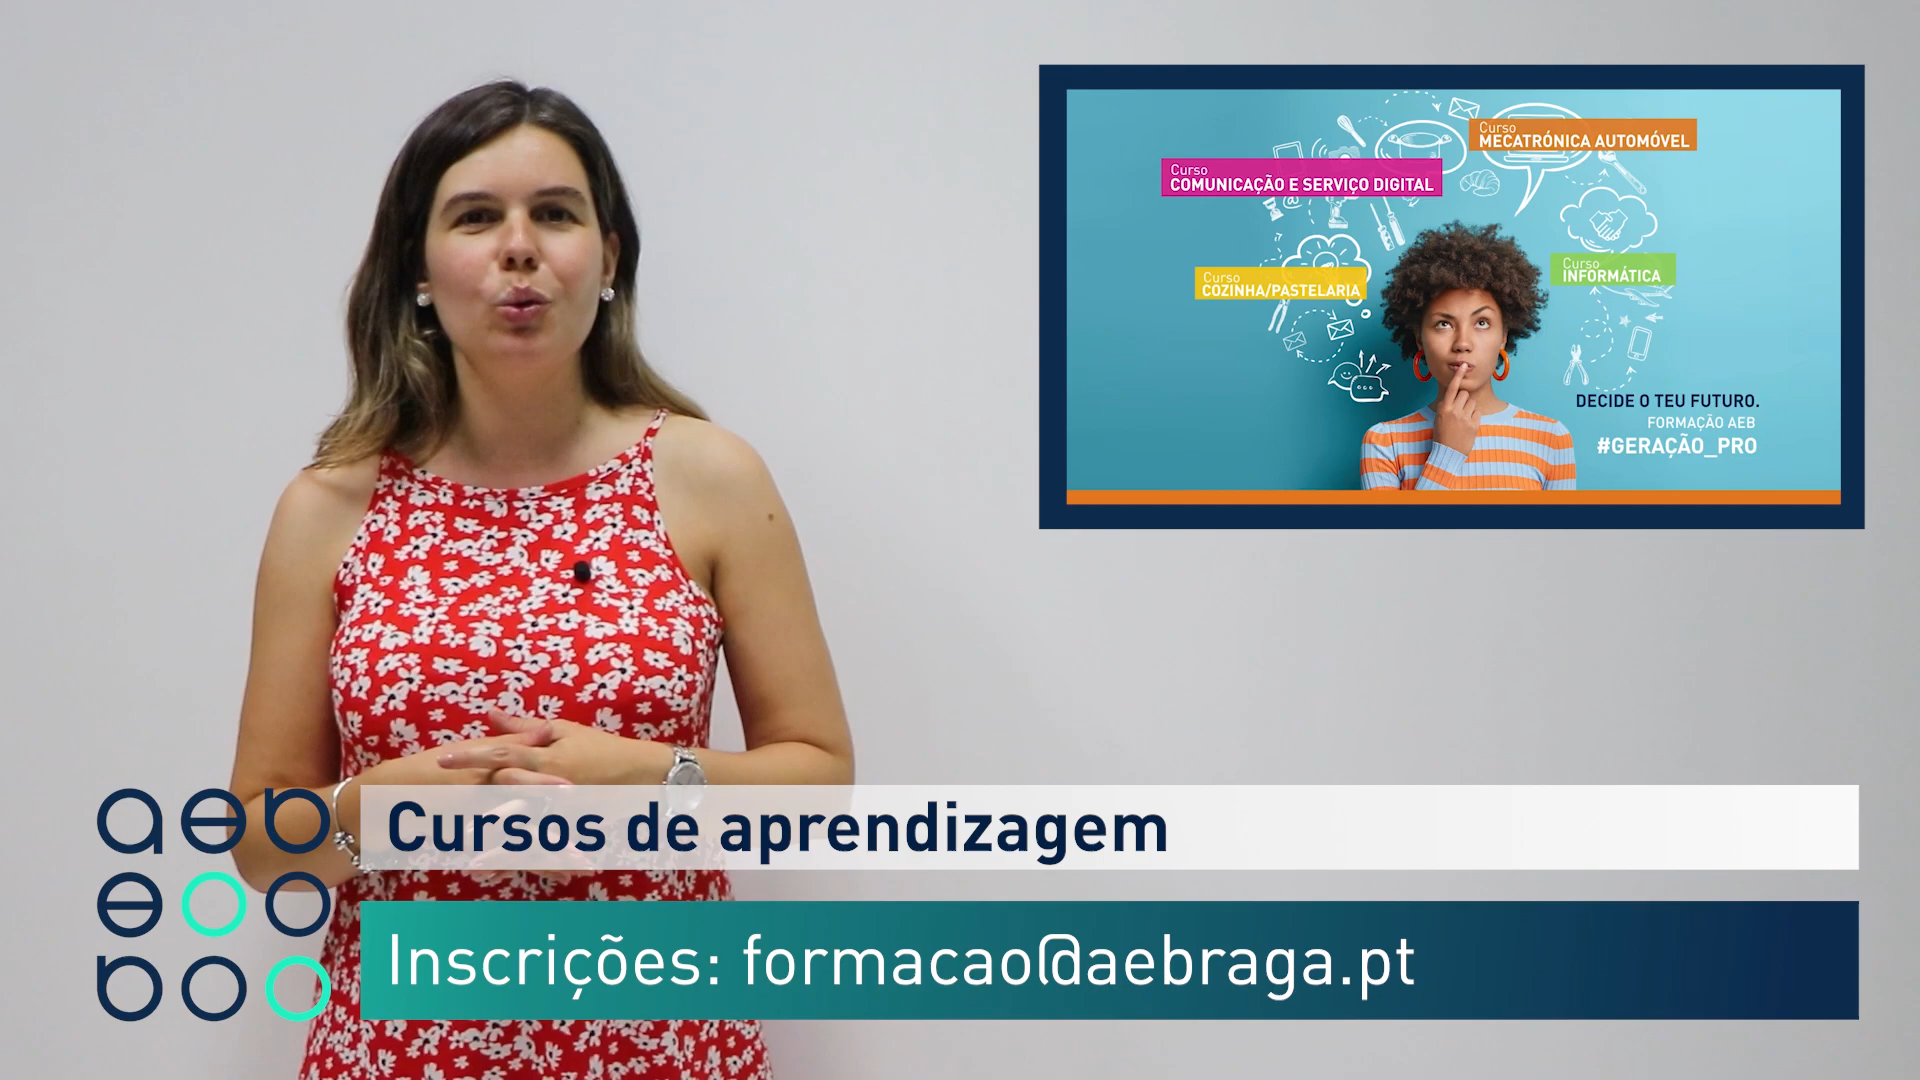 Curso
MECATRÓNICA AUTOMÓVEL
Curso
COMUNICAÇÃO E SERVIÇO DIGITAL
Curso
INFORMÁTICA
Curso
COZINHA/PASTELARIA
DECIDE O TEU FUTURO.
FORMAÇÃO AEB
#GERAÇÃO_PRO
aeb
Cursos de aprendizagem
Inscrições: formacao@aebraga.pt